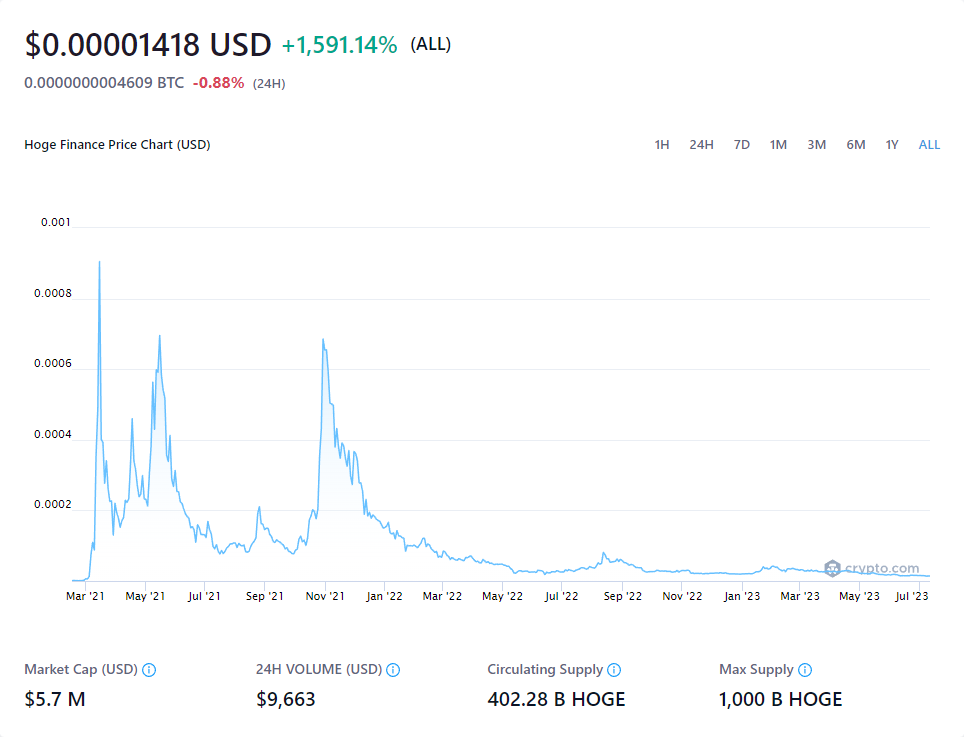 $0.00001418 USD +1,591.14% (ALL)
0.0000000004609 BTC -0.88% (24H)
Hoge Finance Price Chart (USD) 1H 24H 7D 1M 3M 6M 1Y ALL
0.001
0.0008
0.0006
0.0004
0.0002
crypto.com
Mar '21 May '21 Jul '21 Sep '21 Nov '21 Jan '22 Mar '22 May '22 Jul '22 Sep '22 Nov '22 Jan '23 Mar '23 May '23 Jul '23
Market Cap (USD) 24H VOLUME (USD) Circulating Supply Max Supply
$5.7 M $9,663 402.28 B HOGE 1,000 B HOGE